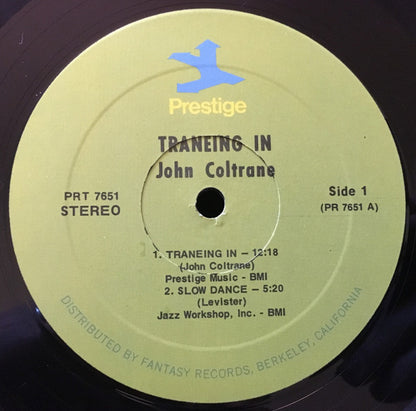 Prestige
TRANEING IN
John Coltrane
PRT 7651
STEREO
Side 1
(PR 7651 A)
1. TRANEING IN – 12:18
(John Coltrane)
Prestige Music - BMI
2. SLOW DANCE – 5:20
(Levister)
Jazz Workshop, Inc. - BMI
DISTRIBUTED BY FANTASY RECORDS, BERKELEY, CALIFORNIA